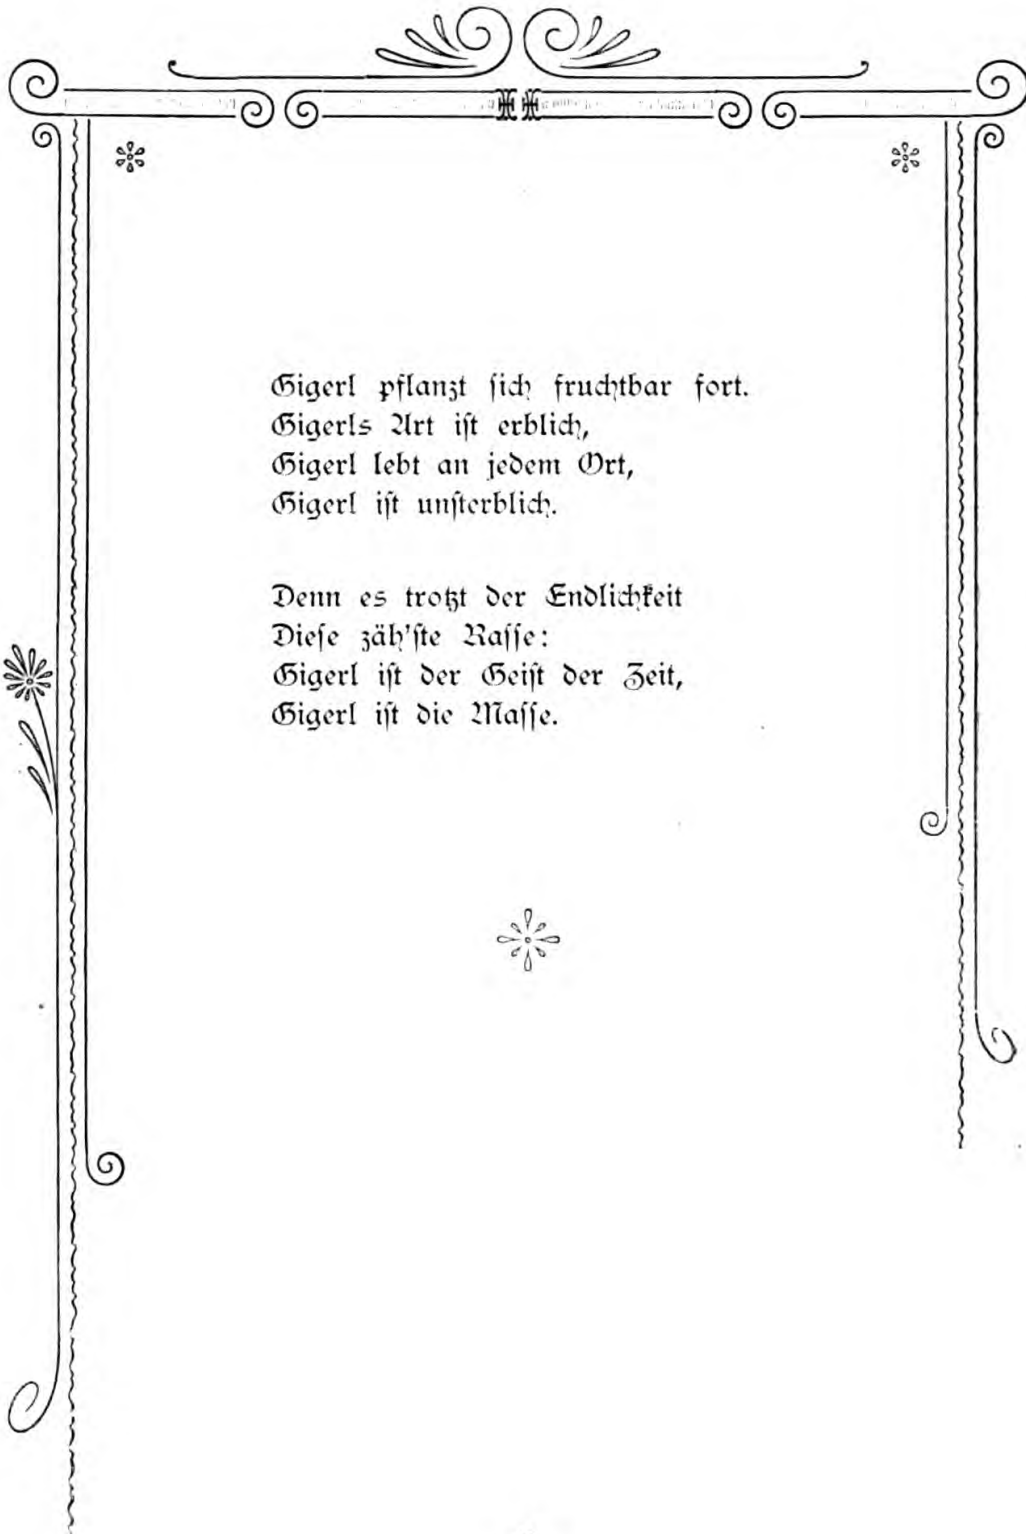 Gigerl pflanzt sich fruchtbar fort.
Gigerls Art ist erblich,
Gigerl lebt an jedem Ort,
Gigerl ist unsterblich.

Denn es trotzt der Endlichkeit
Diese zäh'ste Rasse:
Gigerl ist der Geist der Zeit,
Gigerl ist die Masse.